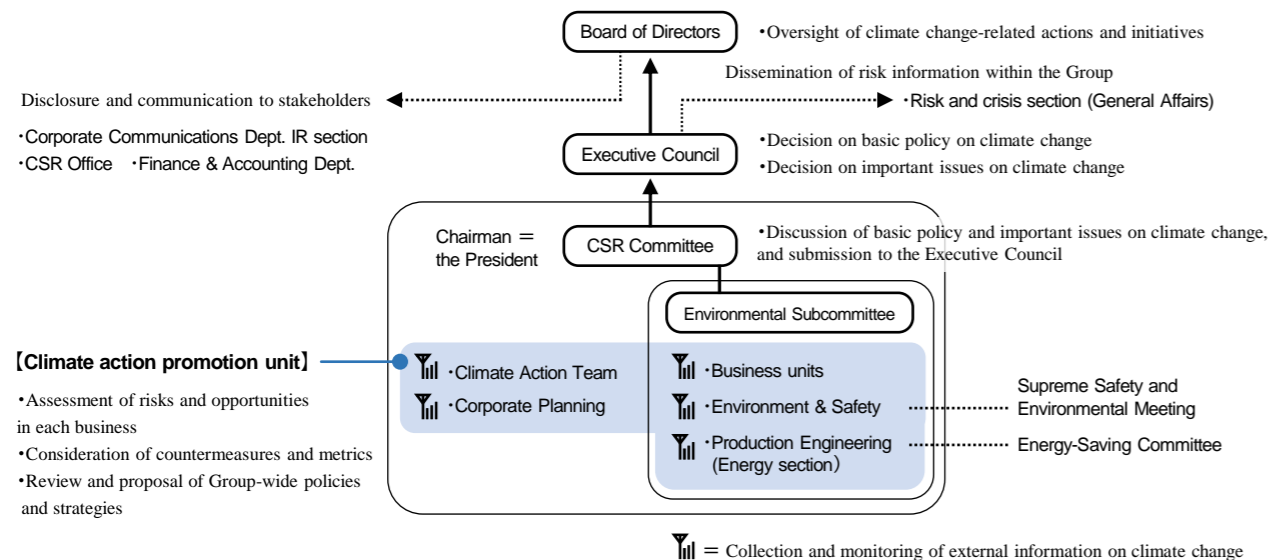 Board of Directors
・Oversight of climate change-related actions and initiatives
Dissemination of risk information within the Group
Disclosure and communication to stakeholders
・Risk and crisis section (General Affairs)
・Corporate Communications Dept. IR section
・CSR Office ・Finance & Accounting Dept.
Executive Council
・Decision on basic policy on climate change
・Decision on important issues on climate change
Chairman =
the President
CSR Committee
・Discussion of basic policy and important issues on climate change,
and submission to the Executive Council
Environmental Subcommittee
【Climate action promotion unit】
・Assessment of risks and opportunities
in each business
・Consideration of countermeasures and metrics
・Review and proposal of Group-wide policies
and strategies
・Climate Action Team
・Corporate Planning
・Business units
・Environment & Safety
・Production Engineering
(Energy section)
Supreme Safety and
Environmental Meeting
Energy-Saving Committee
= Collection and monitoring of external information on climate change